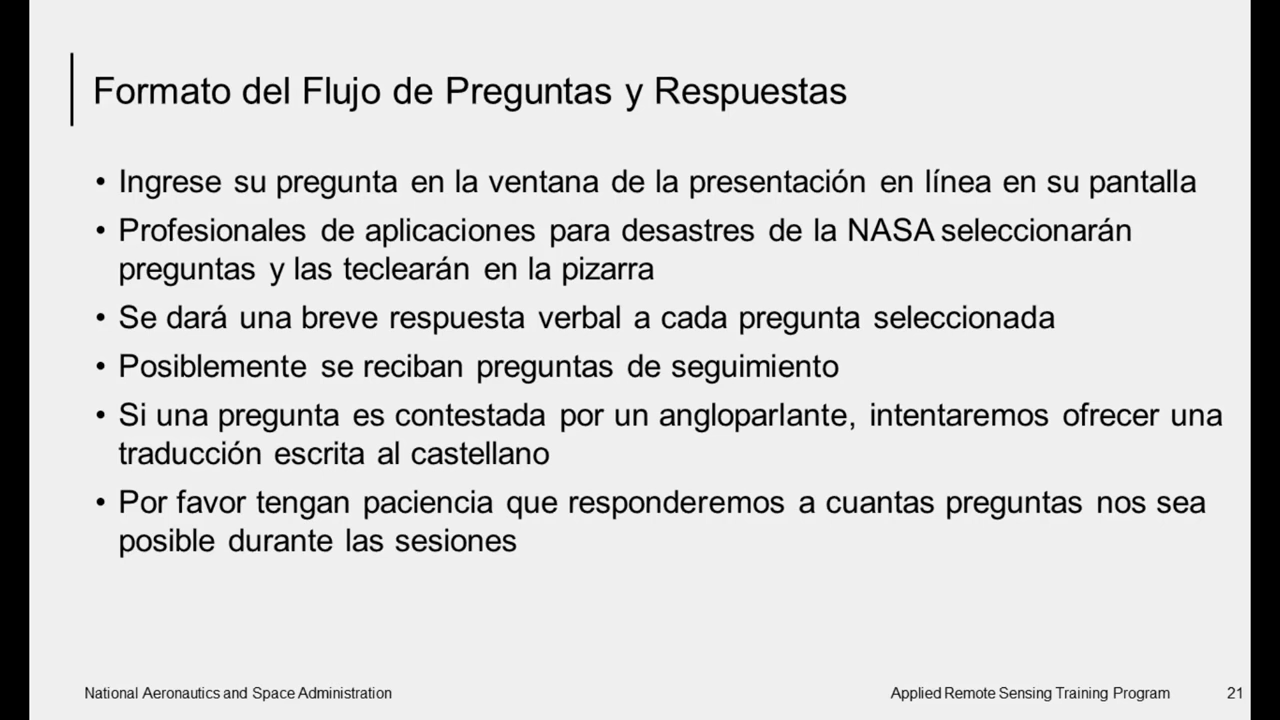 Formato del Flujo de Preguntas y Respuestas
• Ingrese su pregunta en la ventana de la presentación en línea en su pantalla
• Profesionales de aplicaciones para desastres de la NASA seleccionarán
preguntas y las teclearán en la pizarra
• Se dará una breve respuesta verbal a cada pregunta seleccionada
• Posiblemente se reciban preguntas de seguimiento
• Si una pregunta es contestada por un angloparlante, intentaremos ofrecer una
traducción escrita al castellano
• Por favor tengan paciencia que responderemos a cuantas preguntas nos sea
posible durante las sesiones
National Aeronautics and Space Administration
Applied Remote Sensing Training Program
21